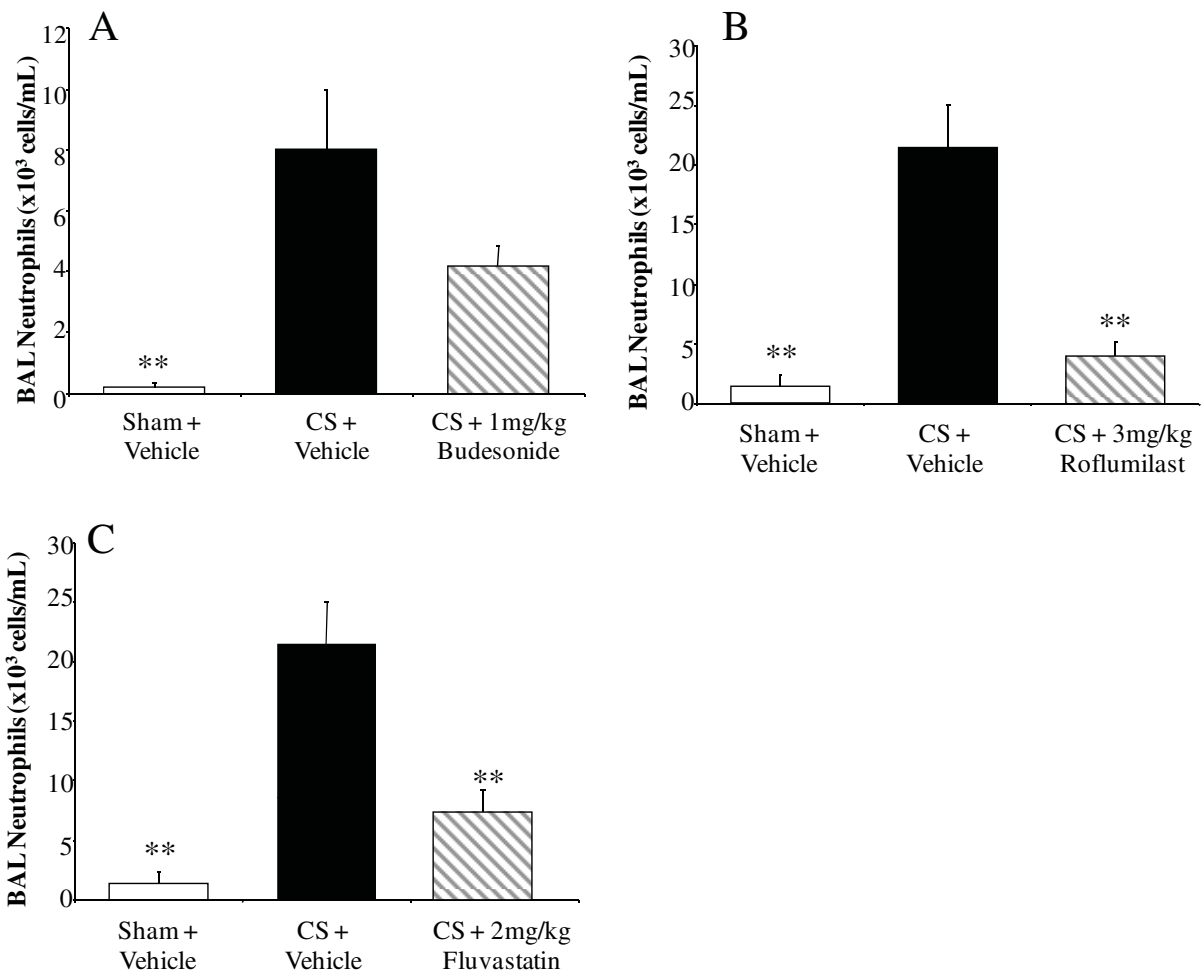 A
BAL Neutrophils (x10³ cells/mL)
12
10
8
6
4
2
0
**
Sham +
Vehicle
CS +
Vehicle
CS + 1mg/kg
Budesonide
B
BAL Neutrophils (x10³ cells/mL)
30
25
20
15
10
5
0
**
**
Sham +
Vehicle
CS +
Vehicle
CS + 3mg/kg
Roflumilast
C
BAL Neutrophils (x10³ cells/mL)
30
25
20
15
10
5
0
**
**
Sham +
Vehicle
CS +
Vehicle
CS + 2mg/kg
Fluvastatin